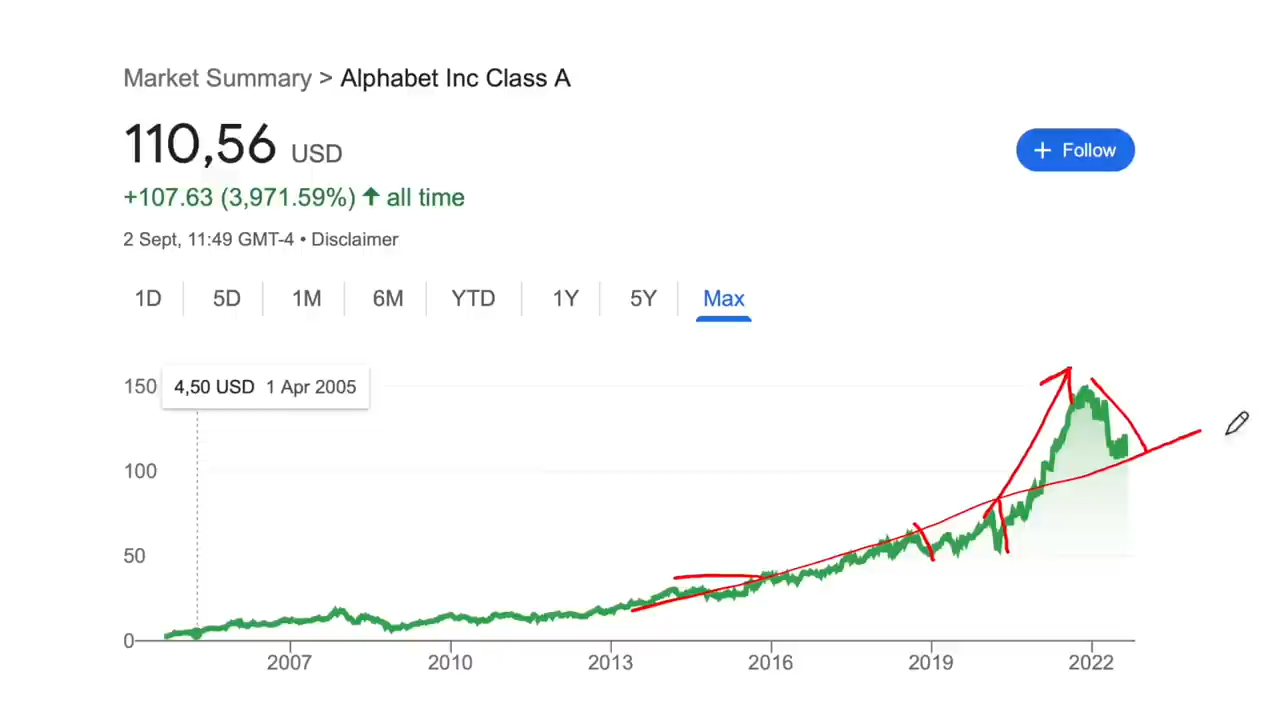 Market Summary > Alphabet Inc Class A
110,56 USD
+ Follow
+107.63 (3,971.59%) ↑ all time
2 Sept, 11:49 GMT-4 • Disclaimer
1D 5D 1M 6M YTD 1Y 5Y Max
150
4,50 USD 1 Apr 2005
100
50
0
2007 2010 2013 2016 2019 2022